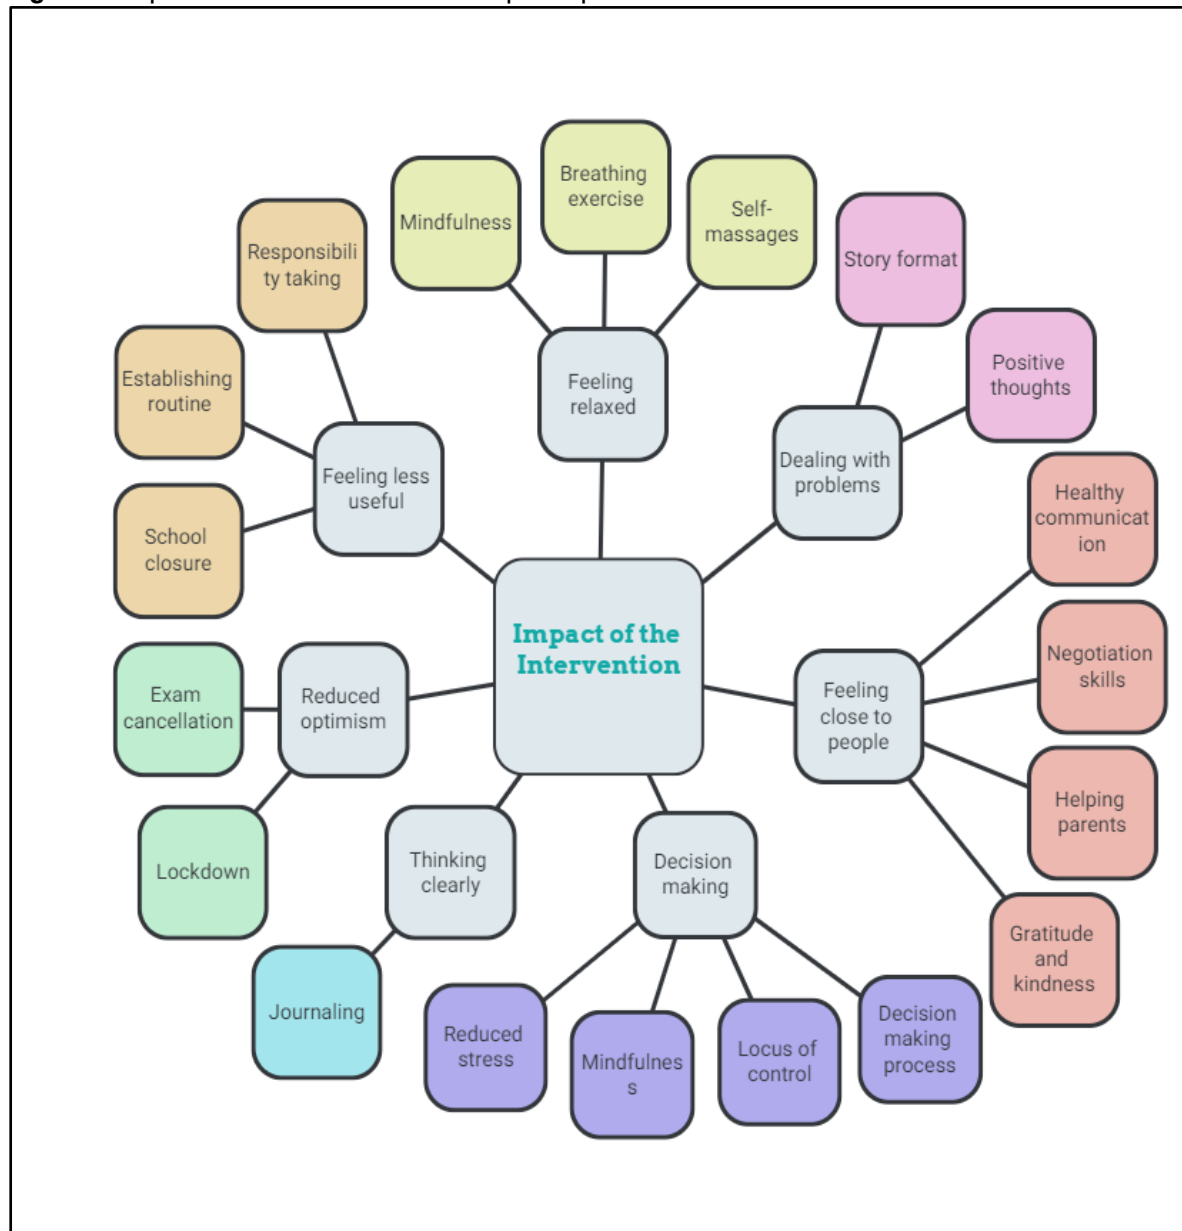 Breathing
exercise
Mindfulness
Self-
massages
Responsibili
ty taking
Story format
Establishing
routine
Feeling
relaxed
Positive
thoughts
Feeling less
useful
Dealing with
problems
School
closure
Healthy
communicat
ion
Impact of the
Intervention
Exam
cancellation
Reduced
optimism
Feeling
close to
people
Negotiation
skills
Helping
parents
Lockdown
Thinking
clearly
Decision
making
Gratitude
and
kindness
Journaling
Reduced
stress
Mindfulnes
s
Locus of
control
Decision
making
process